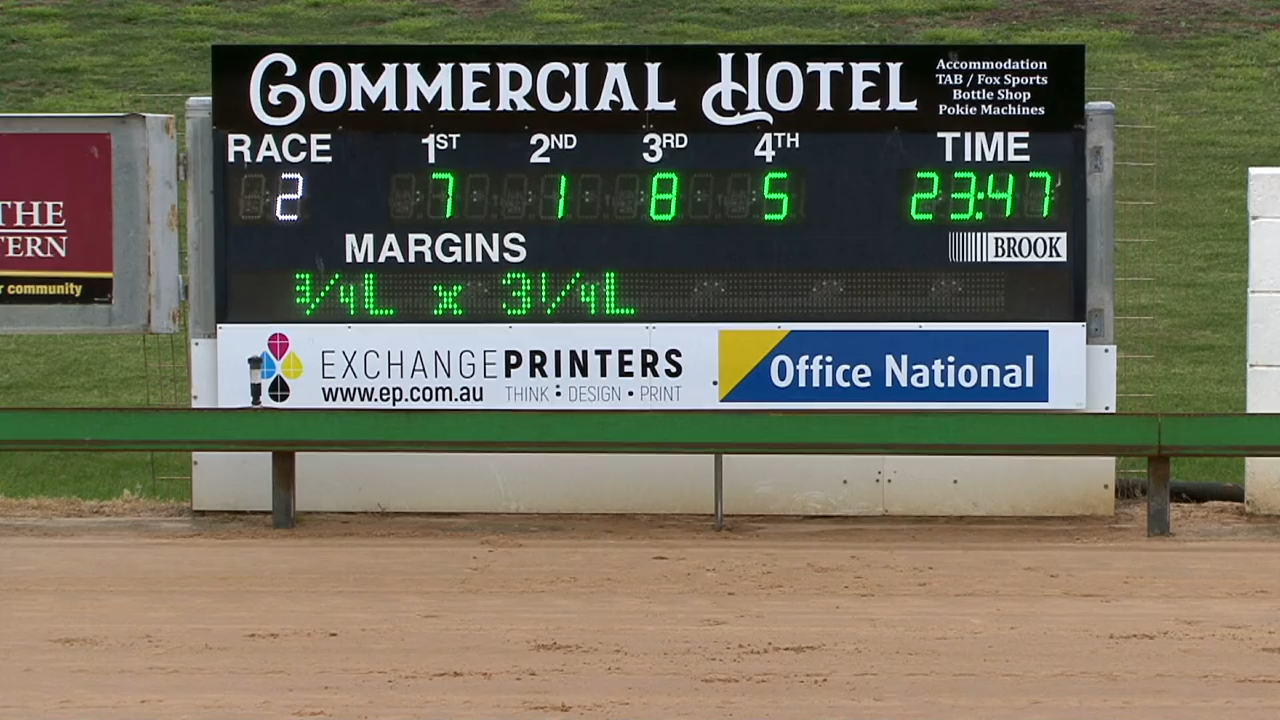 COMMERCIAL HOTEL
Accommodation
TAB / Fox Sports
Bottle Shop
Pokie Machines
RACE 1ST 2ND 3RD 4TH TIME
2 7 1 8 5 23:47
MARGINS
BROOK
3/4L x 3 1/4L
EXCHANGEPRINTERS
www.ep.com.au THINK • DESIGN • PRINT
Office National
THE
TERN
r community